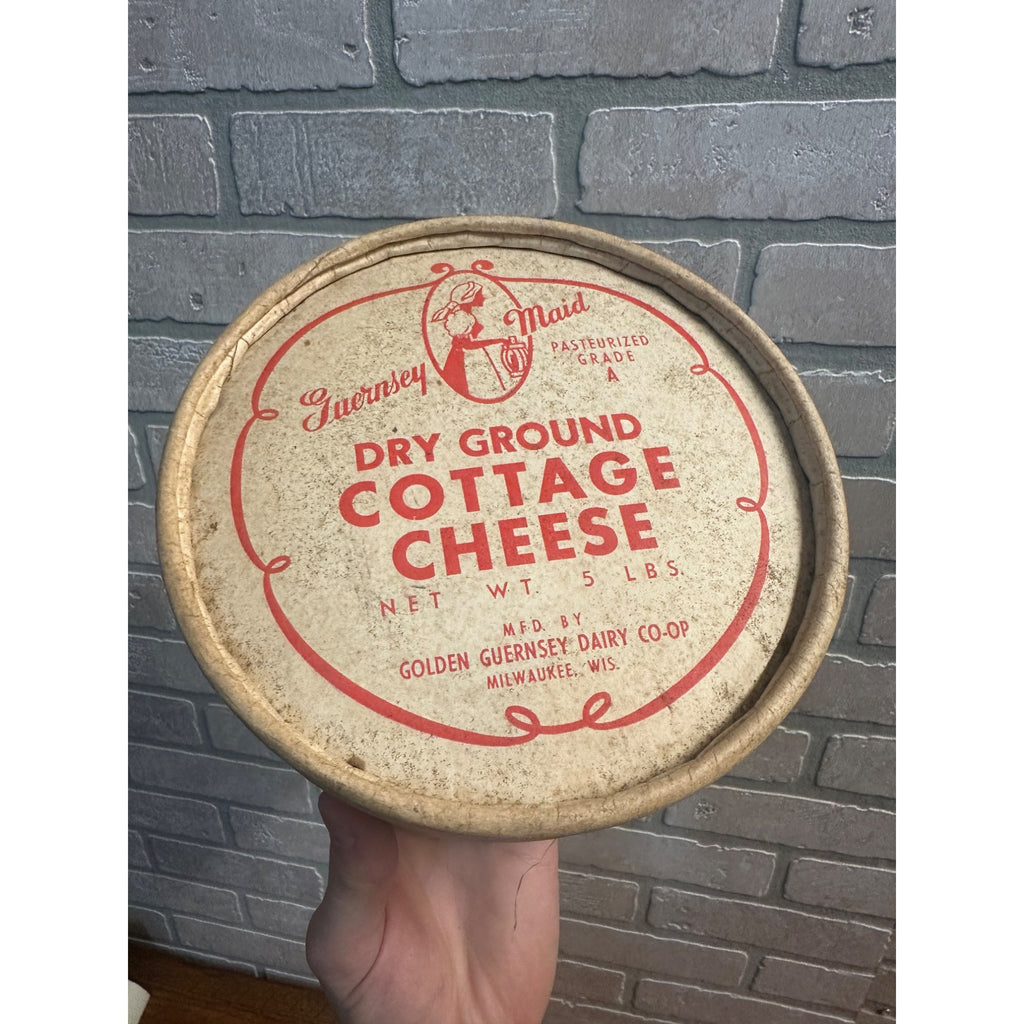 Guernsey Maid
PASTEURIZED
GRADE
A
DRY GROUND
COTTAGE
CHEESE
NET WT. 5 LBS.
MFD. BY
GOLDEN GUERNSEY DAIRY CO-OP
MILWAUKEE, WIS.